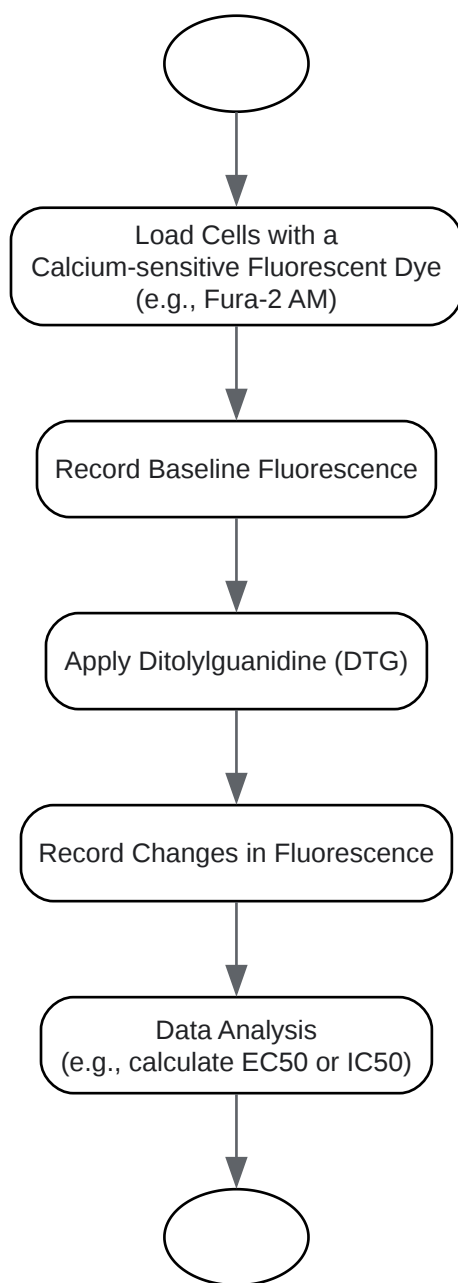 Load Cells with a
Calcium-sensitive Fluorescent Dye
(e.g., Fura-2 AM)
Record Baseline Fluorescence
Apply Ditolylguanidine (DTG)
Record Changes in Fluorescence
Data Analysis
(e.g., calculate EC50 or IC50)